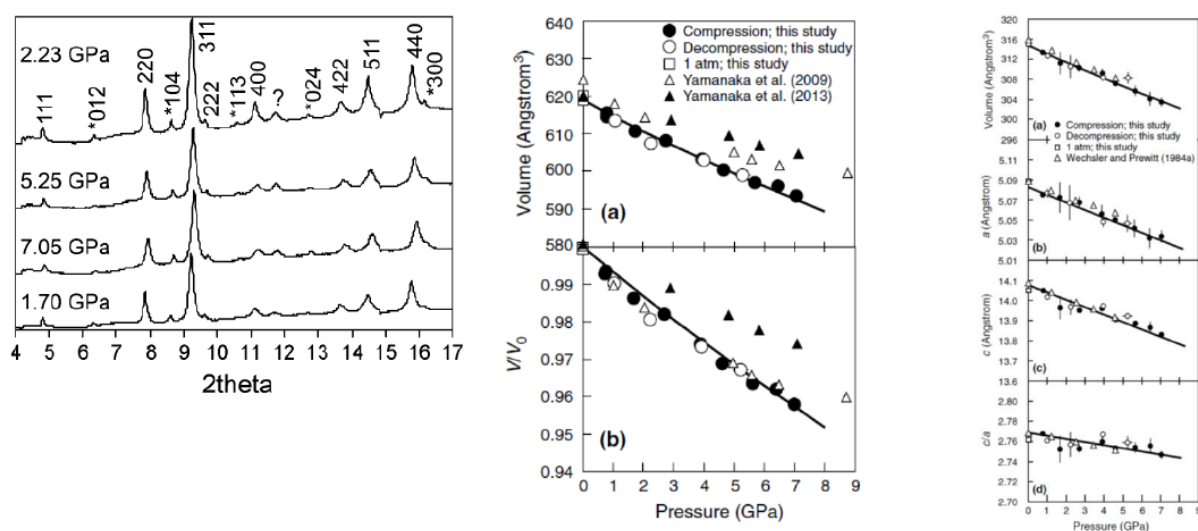 2.23 GPa
5.25 GPa
7.05 GPa
1.70 GPa
111
*012
220
*104
311
222
*113
400
?
*024
422
511
440
*300
4 5 6 7 8 9 10 11 12 13 14 15 16 17
2theta
Compression; this study
Decompression; this study
1 atm; this study
Yamanaka et al. (2009)
Yamanaka et al. (2013)
Volume (Angstrom³)
630
620
610
600
590
580
(a)
V/V₀
0.99
0.98
0.97
0.96
0.95
0.94
(b)
0 1 2 3 4 5 6 7 8 9
Pressure (GPa)
Volume (Angstrom³)
320
316
312
308
304
300
296
(a)
Compression; this study
Decompression; this study
1 atm; this study
Wechsler and Prewitt (1984a)
a (Angstrom)
5.11
5.09
5.07
5.05
5.03
5.01
(b)
c (Angstrom)
14.1
14.0
13.9
13.8
13.7
13.6
(c)
c/a
2.80
2.78
2.76
2.74
2.72
2.70
(d)
0 1 2 3 4 5 6 7 8
Pressure (GPa)